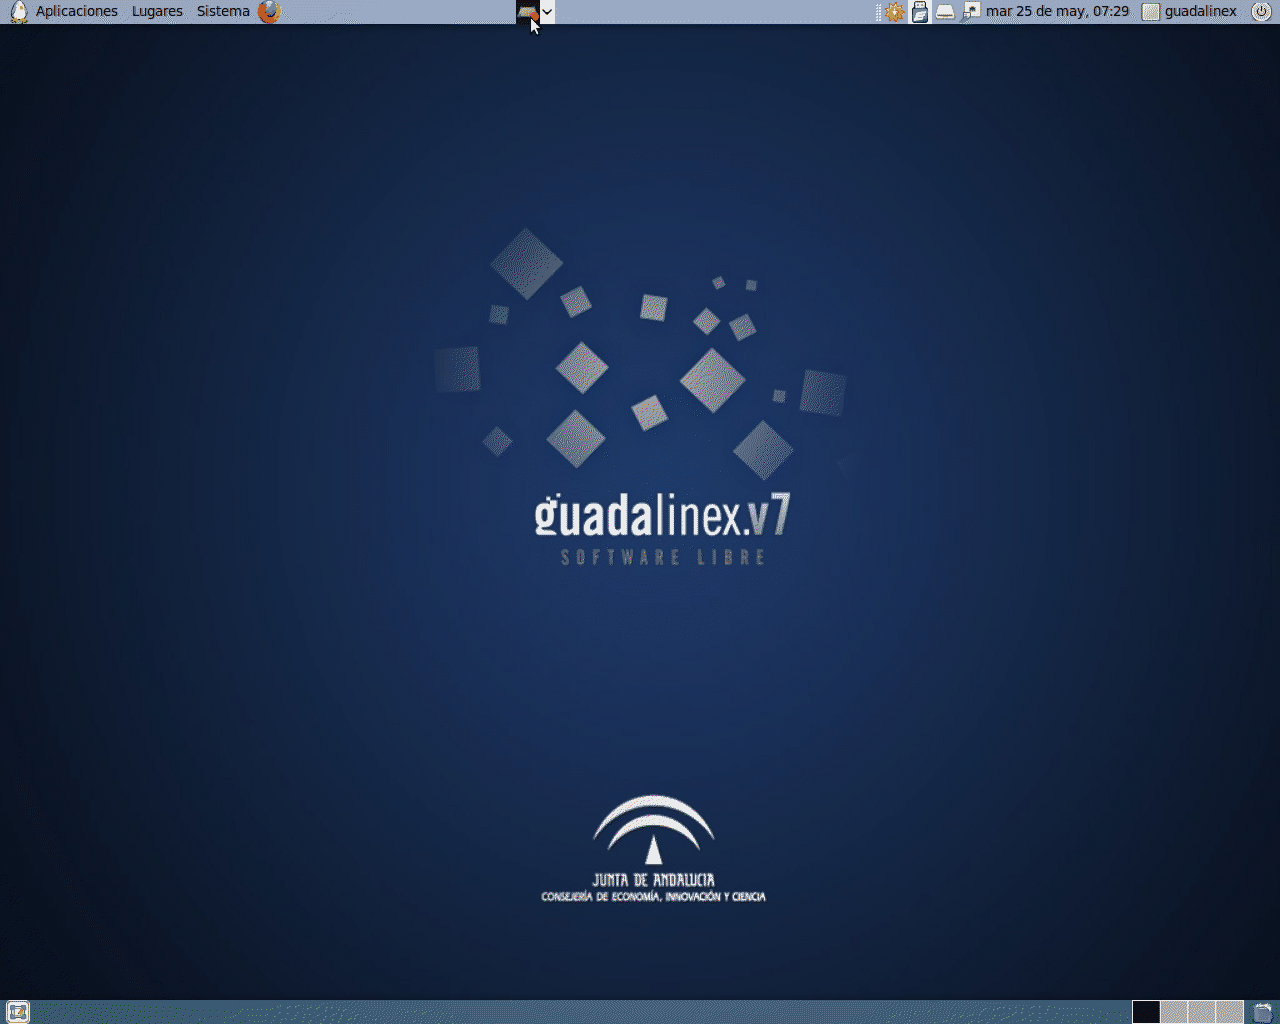 Aplicaciones Lugares Sistema mar 25 de may, 07:29 guadalinex
guadalinex.v7
SOFTWARE LIBRE
JUNTA DE ANDALUCIA
CONSEJERÍA DE ECONOMÍA, INNOVACIÓN Y CIENCIA